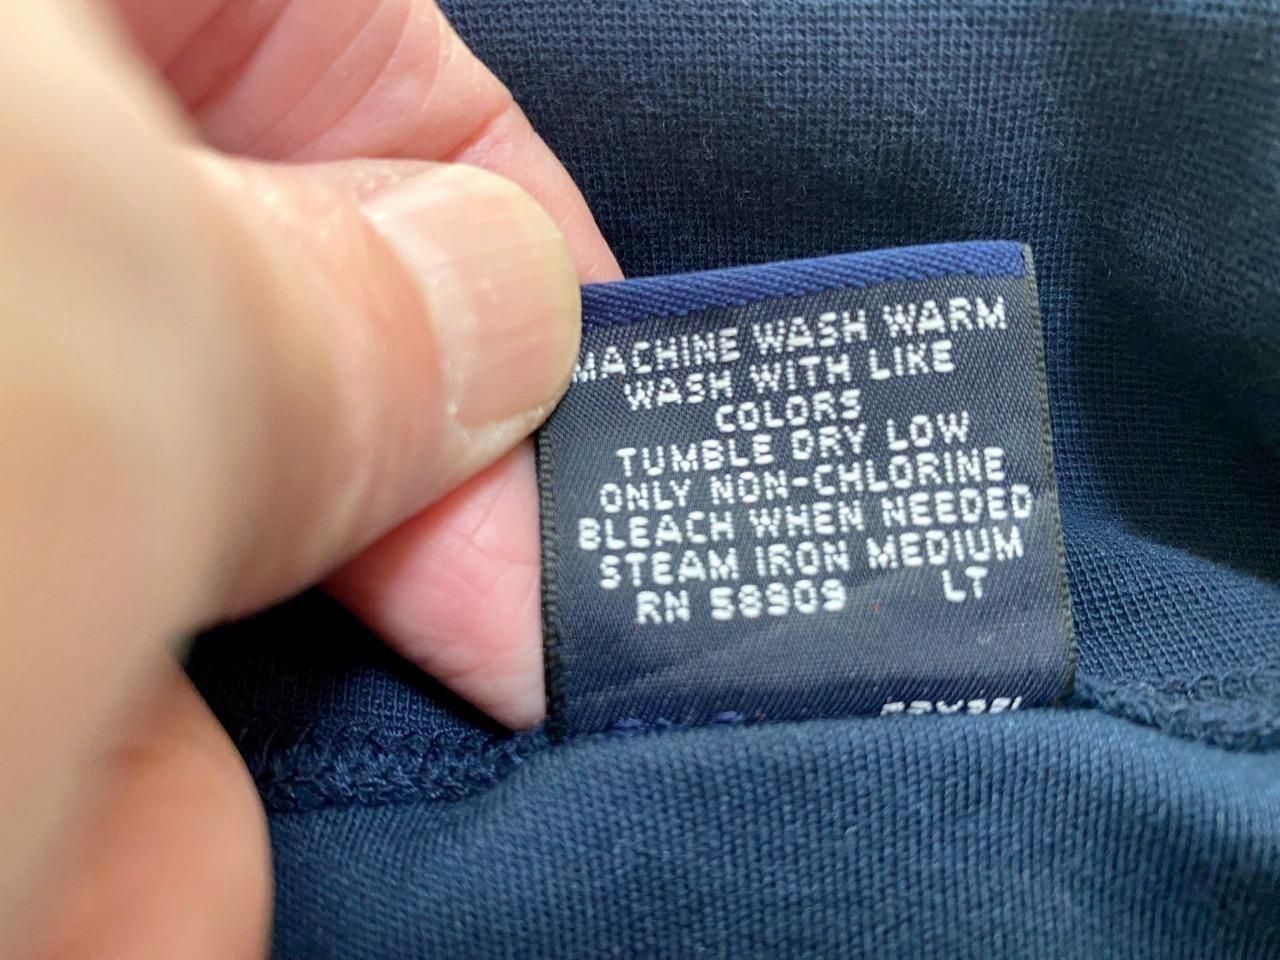 MACHINE WASH WARM
WASH WITH LIKE
COLORS
TUMBLE DRY LOW
ONLY NON-CHLORINE
BLEACH WHEN NEEDED
STEAM IRON MEDIUM
RN 58909 LT